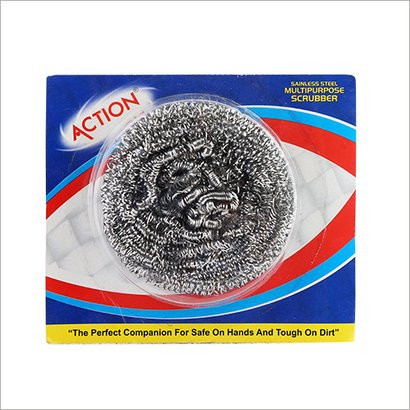 ACTION®
SAINLESS STEEL
MULTIPURPOSE
SCRUBBER
"The Perfect Companion For Safe On Hands And Tough On Dirt"